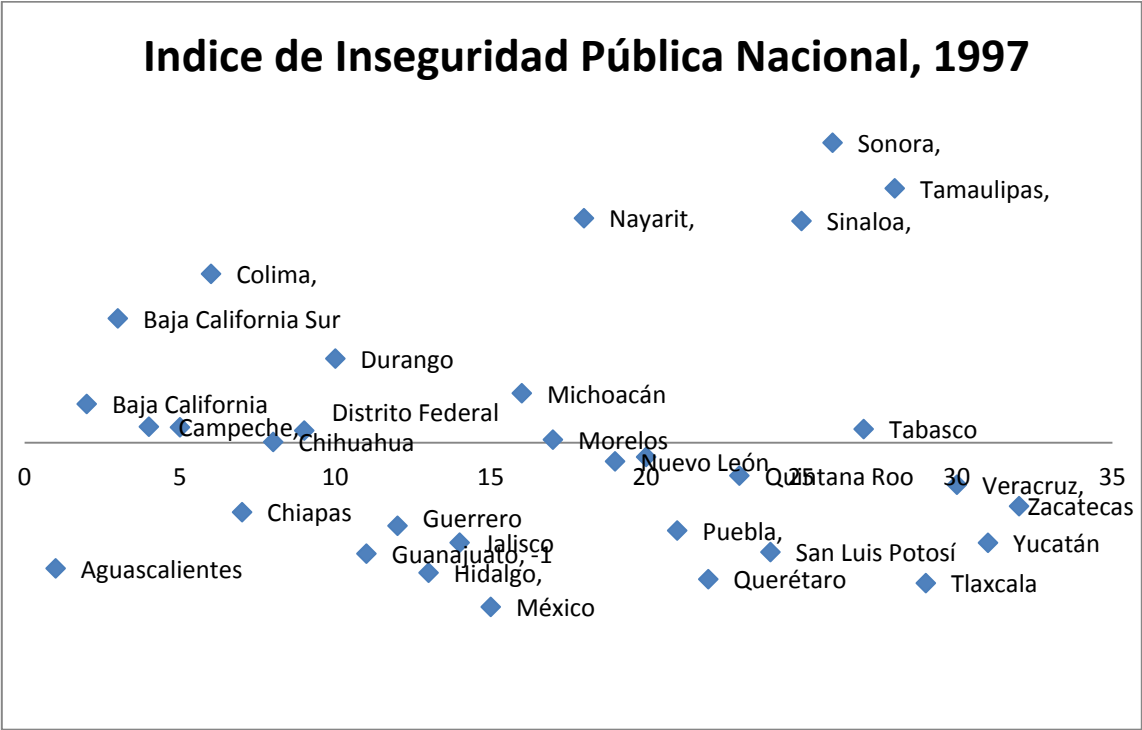 Indice de Inseguridad Pública Nacional, 1997
Sonora,
Tamaulipas,
Nayarit,
Sinaloa,
Colima,
Baja California Sur
Durango
Michoacán
Baja California
Distrito Federal
Campeche,
Tabasco
Chihuahua
Morelos
Nuevo León
0 5 10 15 20 25 30 35
Quintana Roo
Veracruz,
Zacatecas
Chiapas
Guerrero
Puebla,
Jalisco
Yucatán
Guanajuato, -1
San Luis Potosí
Aguascalientes
Hidalgo,
Querétaro
Tlaxcala
México